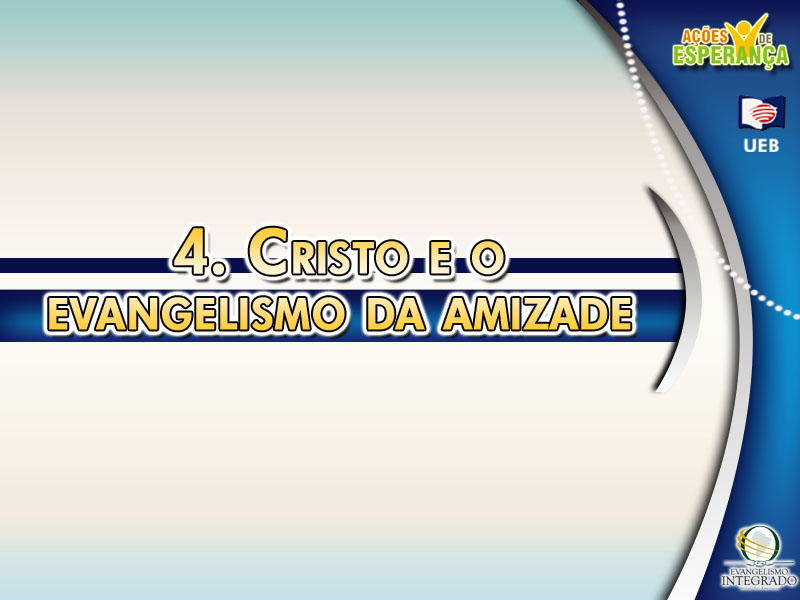 AÇÕES DE
ESPERANÇA
UEB
4. CRISTO E O
EVANGELISMO DA AMIZADE
EVANGELISMO
INTEGRADO